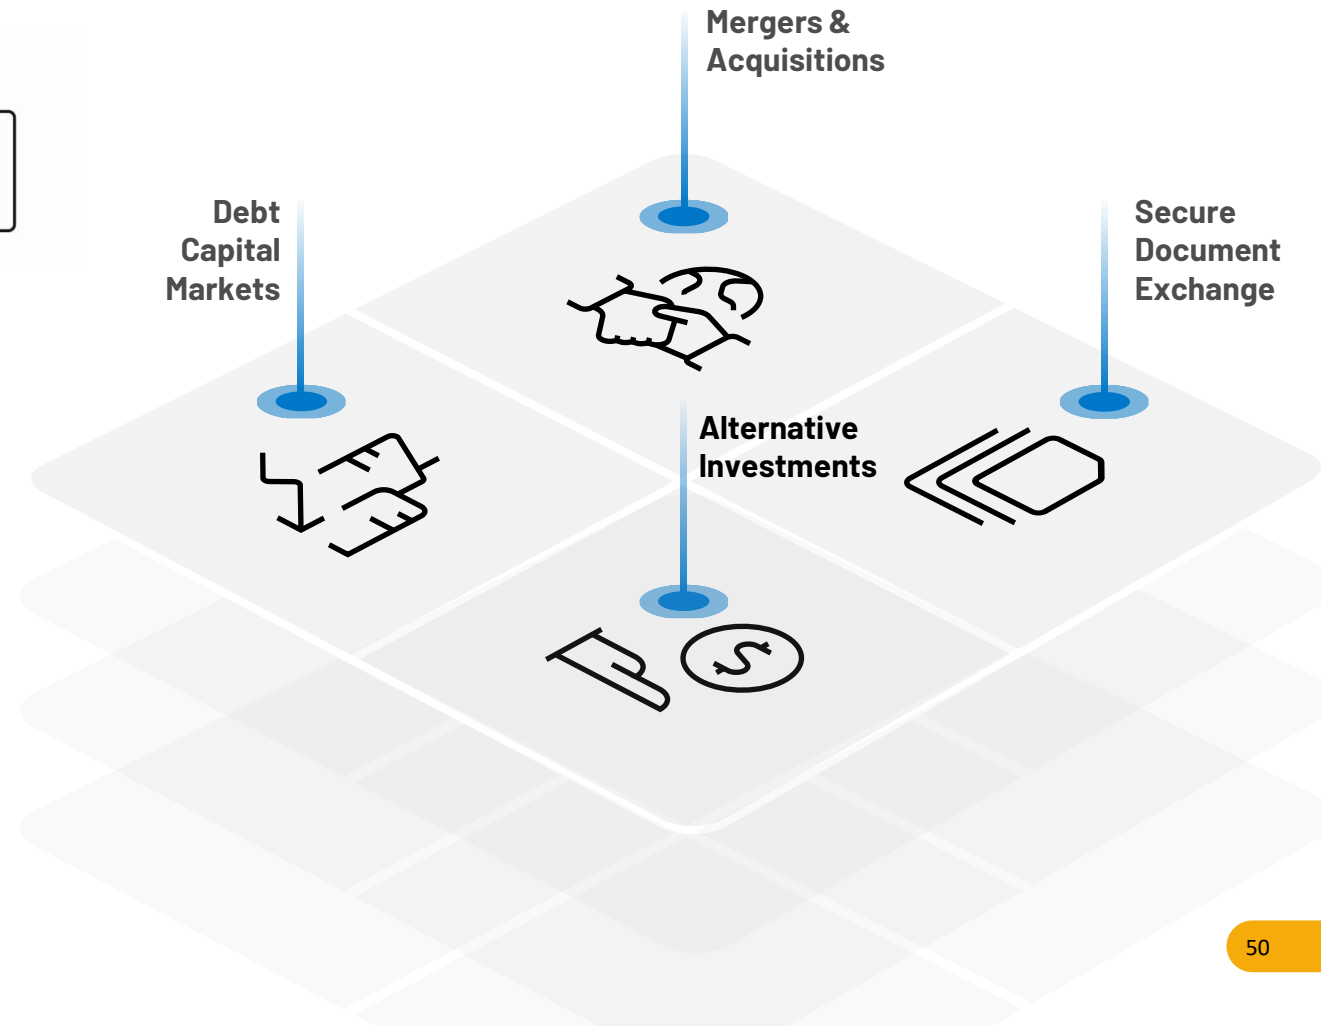 Mergers &
Acquisitions
Debt
Capital
Markets
Secure
Document
Exchange
Alternative
Investments
50